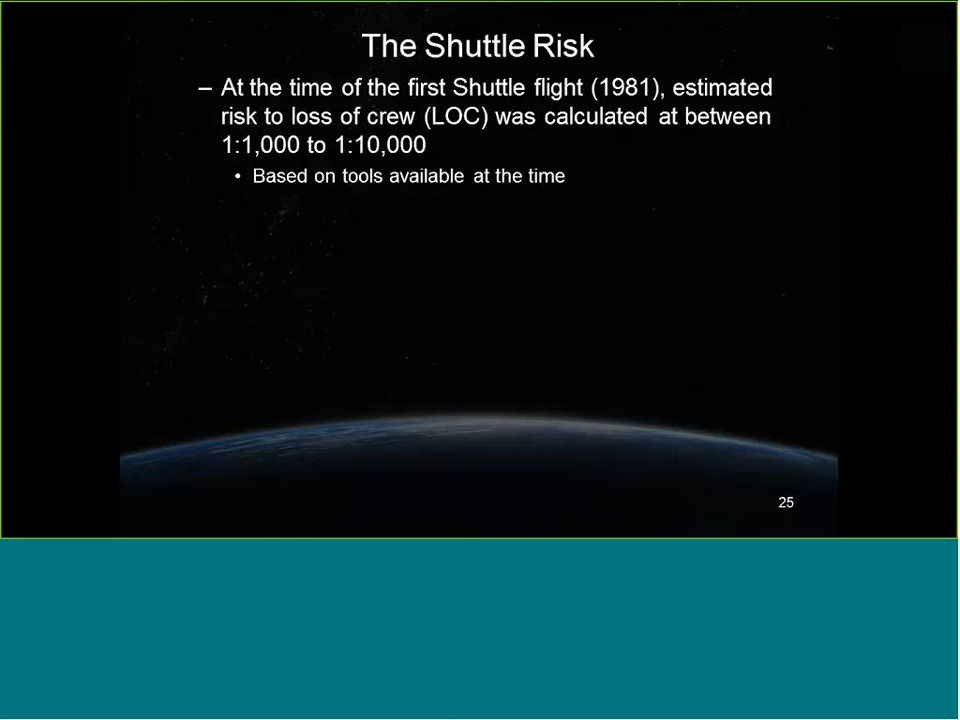 The Shuttle Risk
– At the time of the first Shuttle flight (1981), estimated
risk to loss of crew (LOC) was calculated at between
1:1,000 to 1:10,000
• Based on tools available at the time
25